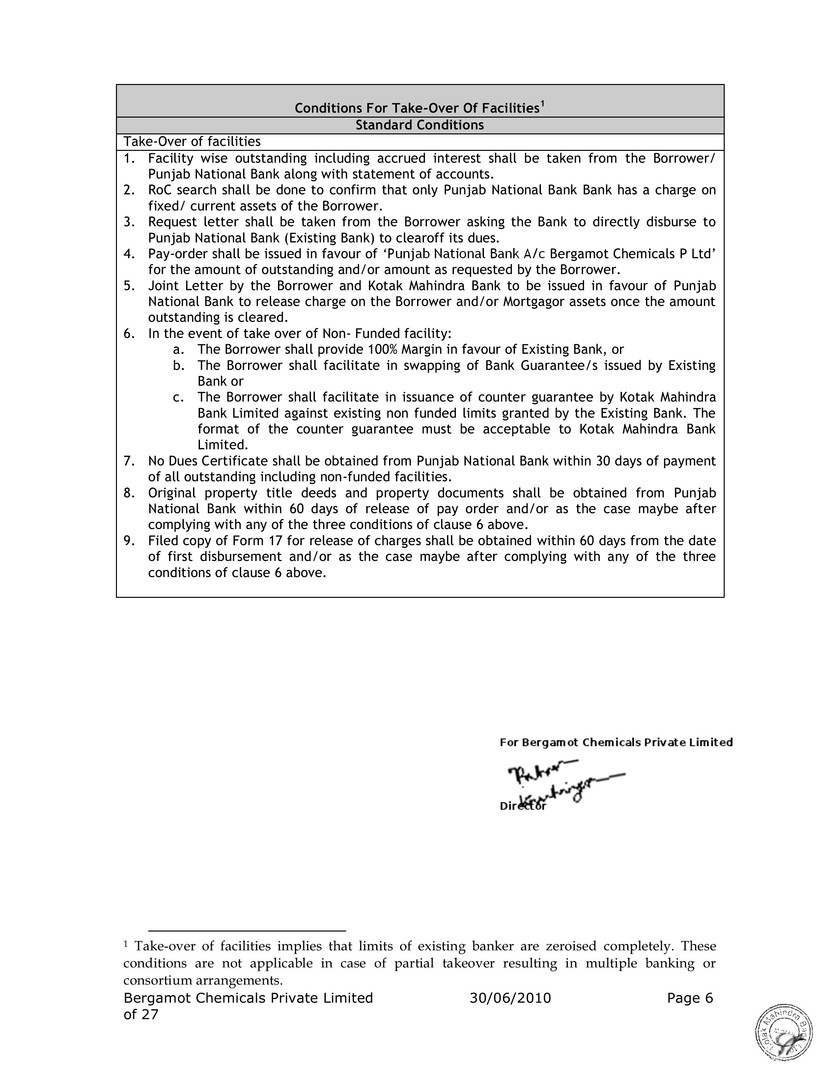 Conditions For Take-Over Of Facilities1
Standard Conditions
Take-Over of facilities
1. Facility wise outstanding including accrued interest shall be taken from the Borrower/
Punjab National Bank along with statement of accounts.
2. RoC search shall be done to confirm that only Punjab National Bank Bank has a charge on
fixed/ current assets of the Borrower.
3. Request letter shall be taken from the Borrower asking the Bank to directly disburse to
Punjab National Bank (Existing Bank) to clearoff its dues.
4. Pay-order shall be issued in favour of ‘Punjab National Bank A/c Bergamot Chemicals P Ltd’
for the amount of outstanding and/or amount as requested by the Borrower.
5. Joint Letter by the Borrower and Kotak Mahindra Bank to be issued in favour of Punjab
National Bank to release charge on the Borrower and/or Mortgagor assets once the amount
outstanding is cleared.
6. In the event of take over of Non- Funded facility:
a. The Borrower shall provide 100% Margin in favour of Existing Bank, or
b. The Borrower shall facilitate in swapping of Bank Guarantee/s issued by Existing
Bank or
c. The Borrower shall facilitate in issuance of counter guarantee by Kotak Mahindra
Bank Limited against existing non funded limits granted by the Existing Bank. The
format of the counter guarantee must be acceptable to Kotak Mahindra Bank
Limited.
7. No Dues Certificate shall be obtained from Punjab National Bank within 30 days of payment
of all outstanding including non-funded facilities.
8. Original property title deeds and property documents shall be obtained from Punjab
National Bank within 60 days of release of pay order and/or as the case maybe after
complying with any of the three conditions of clause 6 above.
9. Filed copy of Form 17 for release of charges shall be obtained within 60 days from the date
of first disbursement and/or as the case maybe after complying with any of the three
conditions of clause 6 above.
For Bergamot Chemicals Private Limited
Director
1 Take-over of facilities implies that limits of existing banker are zeroised completely. These
conditions are not applicable in case of partial takeover resulting in multiple banking or
consortium arrangements.
Bergamot Chemicals Private Limited 30/06/2010 Page 6
of 27
Kotak Mahindra Bank